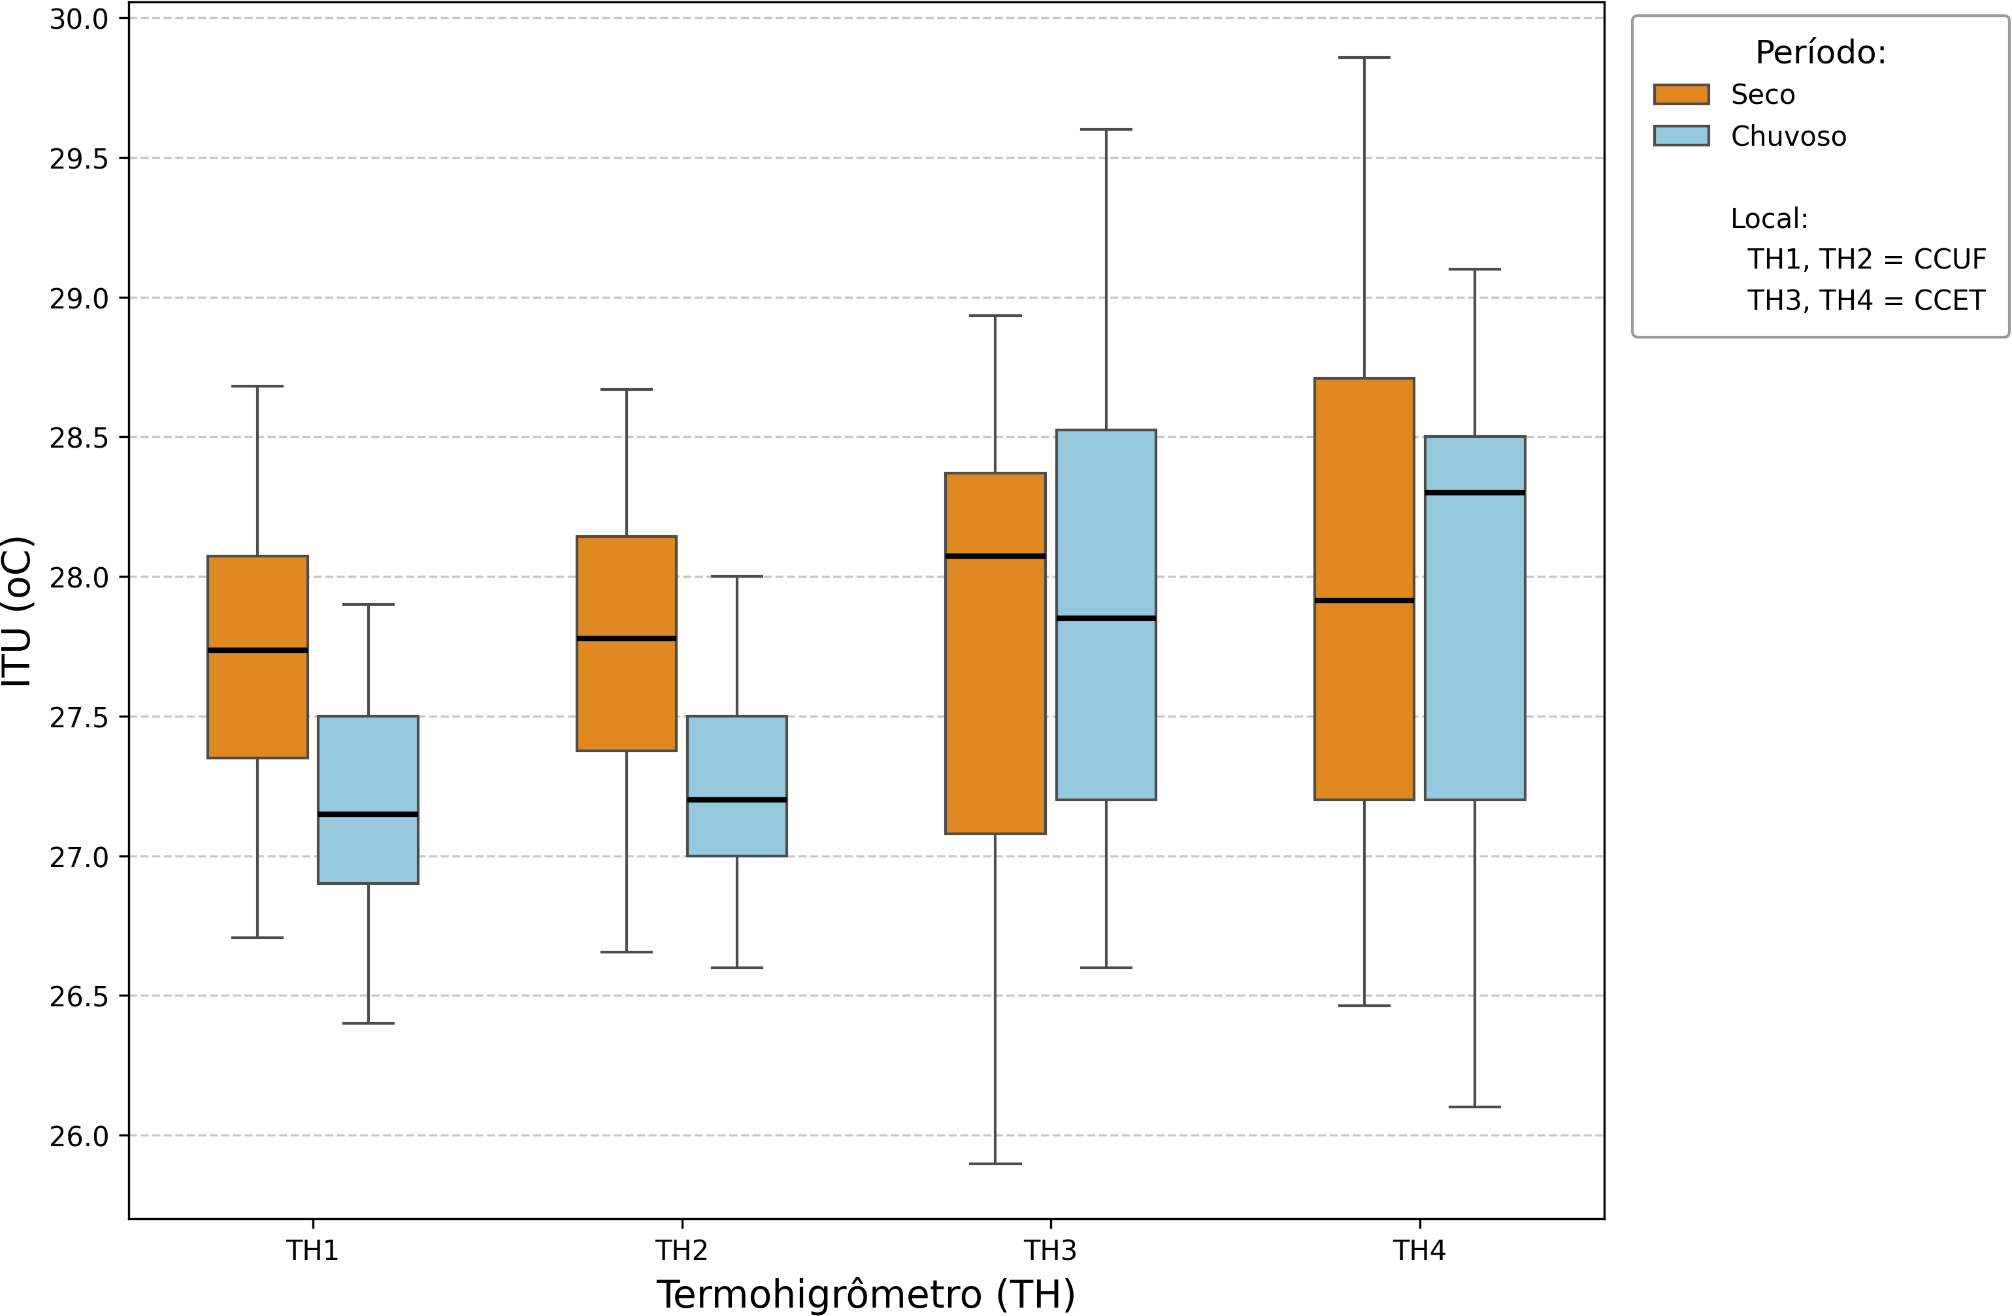 30.0
29.5
29.0
28.5
28.0
27.5
27.0
26.5
26.0
ITU (oC)
TH1
TH2
TH3
TH4
Termohigrômetro (TH)
Período:
Seco
Chuvoso
Local:
TH1, TH2 = CCUF
TH3, TH4 = CCET